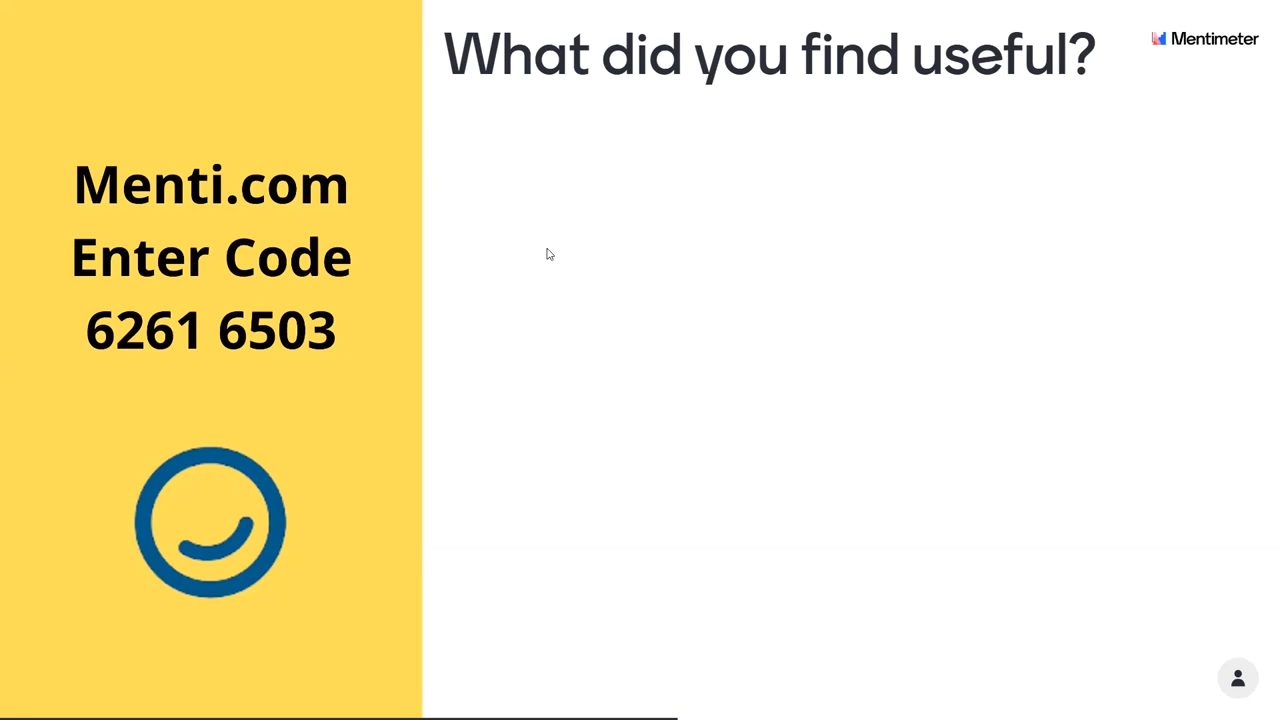 What did you find useful?
Mentimeter
Menti.com
Enter Code
6261 6503